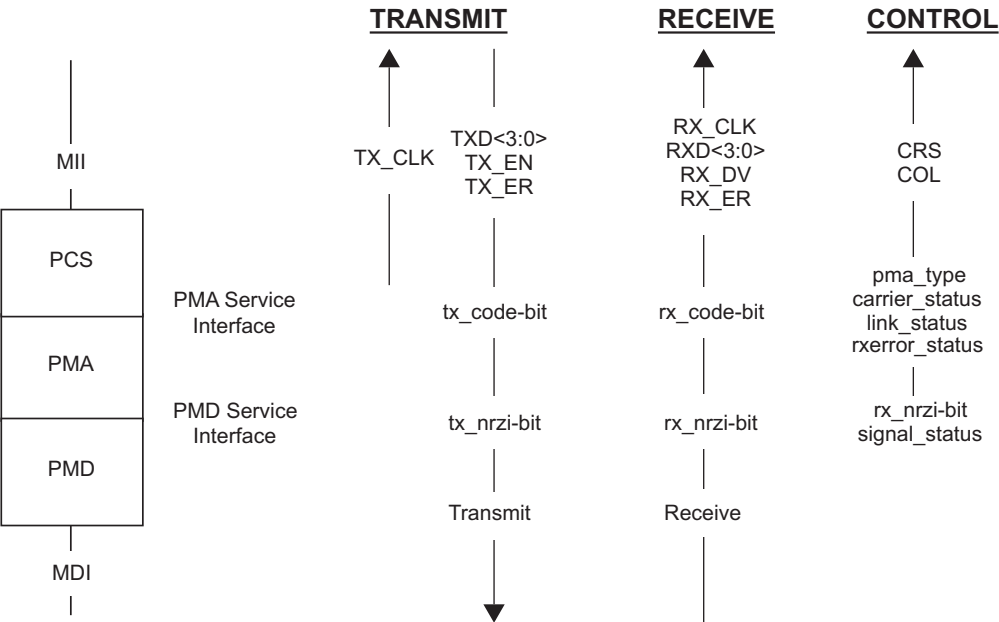 TRANSMIT
RECEIVE
CONTROL
MII
PCS
PMA
PMD
MDI
PMA Service
Interface
PMD Service
Interface
TX_CLK
TXD<3:0>
TX_EN
TX_ER
tx_code-bit
tx_nrzi-bit
Transmit
RX_CLK
RXD<3:0>
RX_DV
RX_ER
rx_code-bit
rx_nrzi-bit
Receive
CRS
COL
pma_type
carrier_status
link_status
rxerror_status
rx_nrzi-bit
signal_status